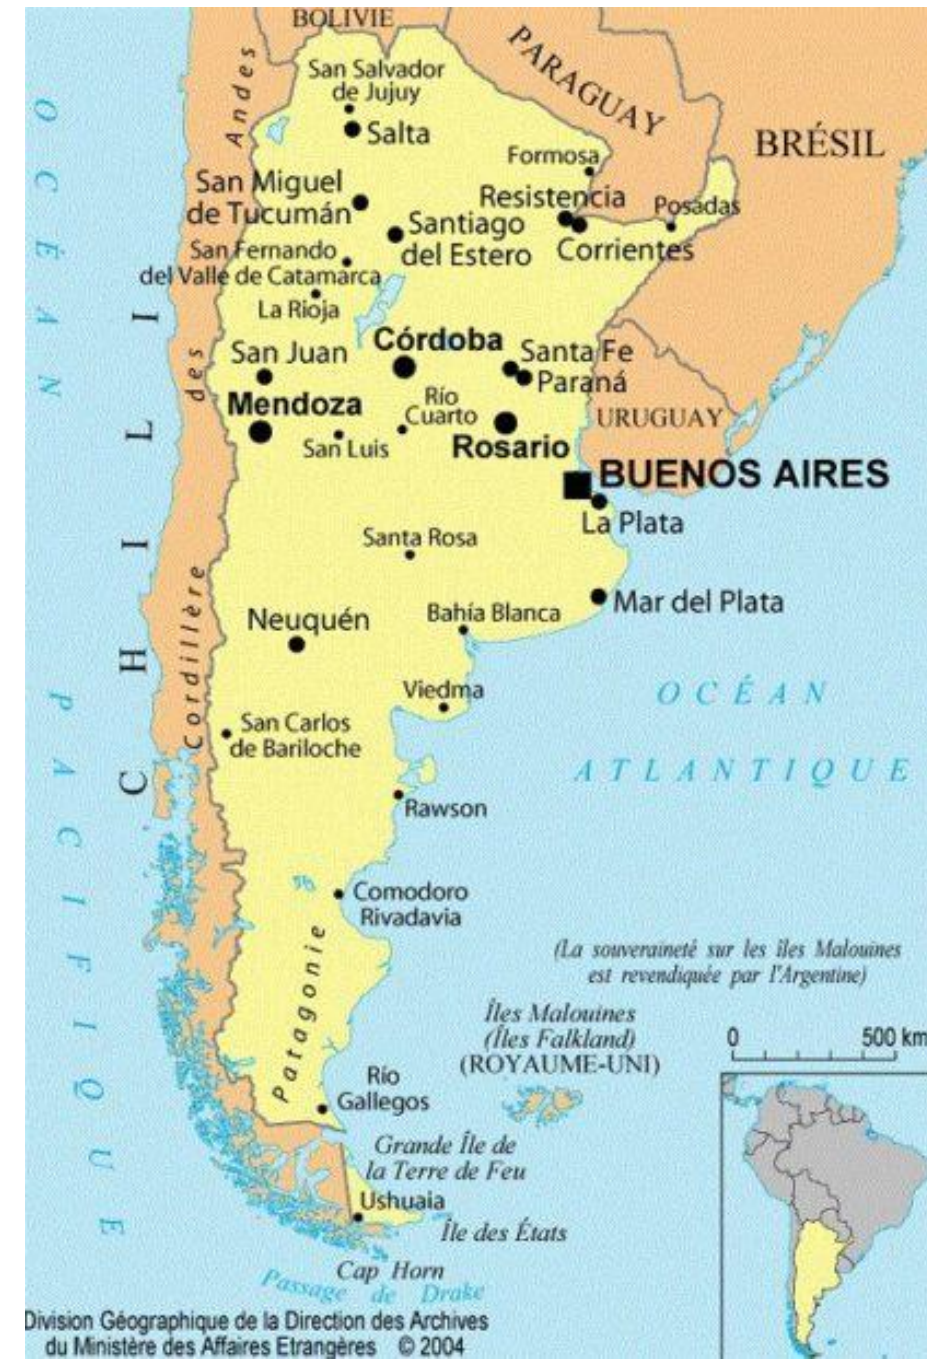 BOLIVIE
PARAGUAY
BRÉSIL
Andes
San Salvador
de Jujuy
Salta
Formosa
San Miguel
de Tucumán
Resistencia
Posadas
Santiago
del Estero
Corrientes
San Fernando
del Valle de Catamarca
La Rioja
OCÉAN
CHILI
des
San Juan
Córdoba
Santa Fe
Paraná
Mendoza
Río
Cuarto
URUGUAY
San Luis
Rosario
BUENOS AIRES
La Plata
Santa Rosa
Cordillère
Neuquén
Bahía Blanca
Mar del Plata
Viedma
OCÉAN
ATLANTIQUE
San Carlos
de Bariloche
PACIFIQUE
Rawson
Comodoro
Rivadavia
Patagonie
(La souveraineté sur les îles Malouines
est revendiquée par l'Argentine)
Îles Malouines
(Îles Falkland)
(ROYAUME-UNI)
0 500 km
Río
Gallegos
Grande Île de
la Terre de Feu
Ushuaia
Île des États
Cap Horn
Passage de Drake
Division Géographique de la Direction des Archives
du Ministère des Affaires Etrangères © 2004